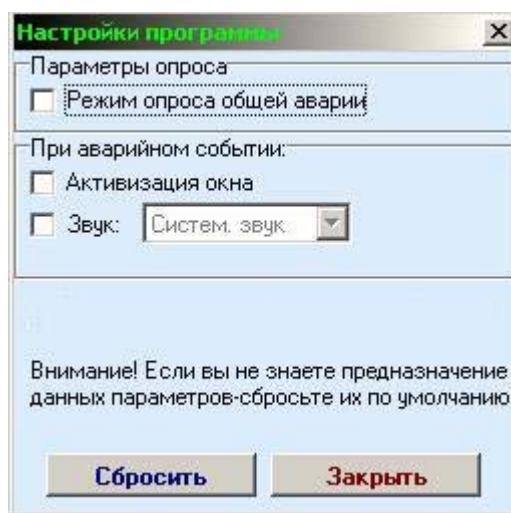 Настройки программы
Параметры опроса
Режим опроса общей аварии
При аварийном событии:
Активизация окна
Звук: Систем. звук
Внимание! Если вы не знаете предназначение
данных параметров-сбросьте их по умолчанию
Сбросить Закрыть